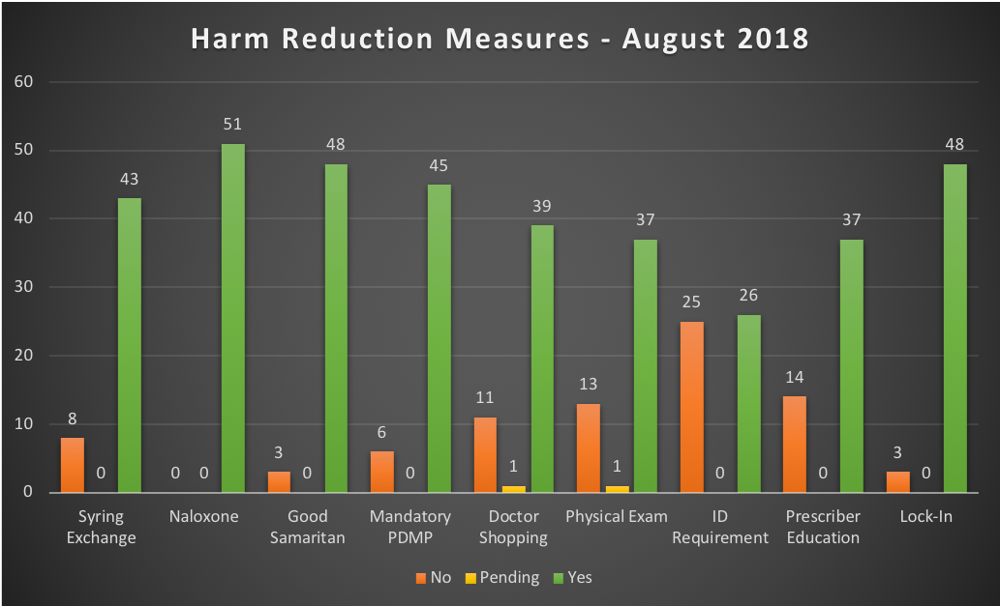 Harm Reduction Measures - August 2018
60
50
40
30
20
10
0
8
0
43
0
0
51
3
0
48
6
0
45
11
1
39
13
1
37
25
0
26
14
0
37
3
0
48
Syring
Exchange
Naloxone
Good
Samaritan
Mandatory
PDMP
Doctor
Shopping
Physical Exam
ID
Requirement
Prescriber
Education
Lock-In
No
Pending
Yes